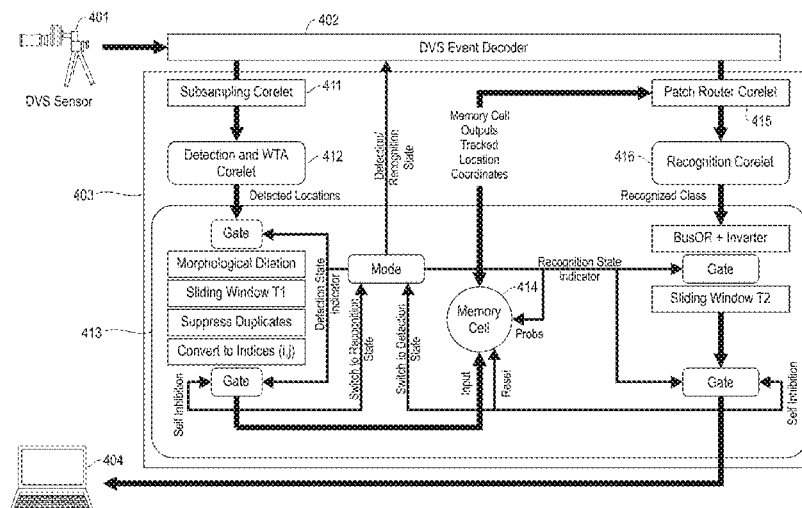 401
402
DVS Event Decoder
DVS Sensor
Subsampling Corelet
411
Patch Router Corelet
415
Detection and WTA
Corelet
412
Detection/
Recognition
State
Memory Cell
Outputs
Tracked
Location
Coordinates
416
Recognition Corelet
403
Detected Locations
Recognized Class
Gate
BusOR + Inverter
Morphological Dilation
Mode
Recognition State
Indicator
Gate
Sliding Window T1
Detection State
Indicator
414
Memory
Cell
Sliding Window T2
413
Suppress Duplicates
Probs
Convert to Indices (i,j)
Switch to Recognition
State
Switch to Detection
State
Gate
Self Inhibition
Input
Reset
Gate
Self Inhibition
404